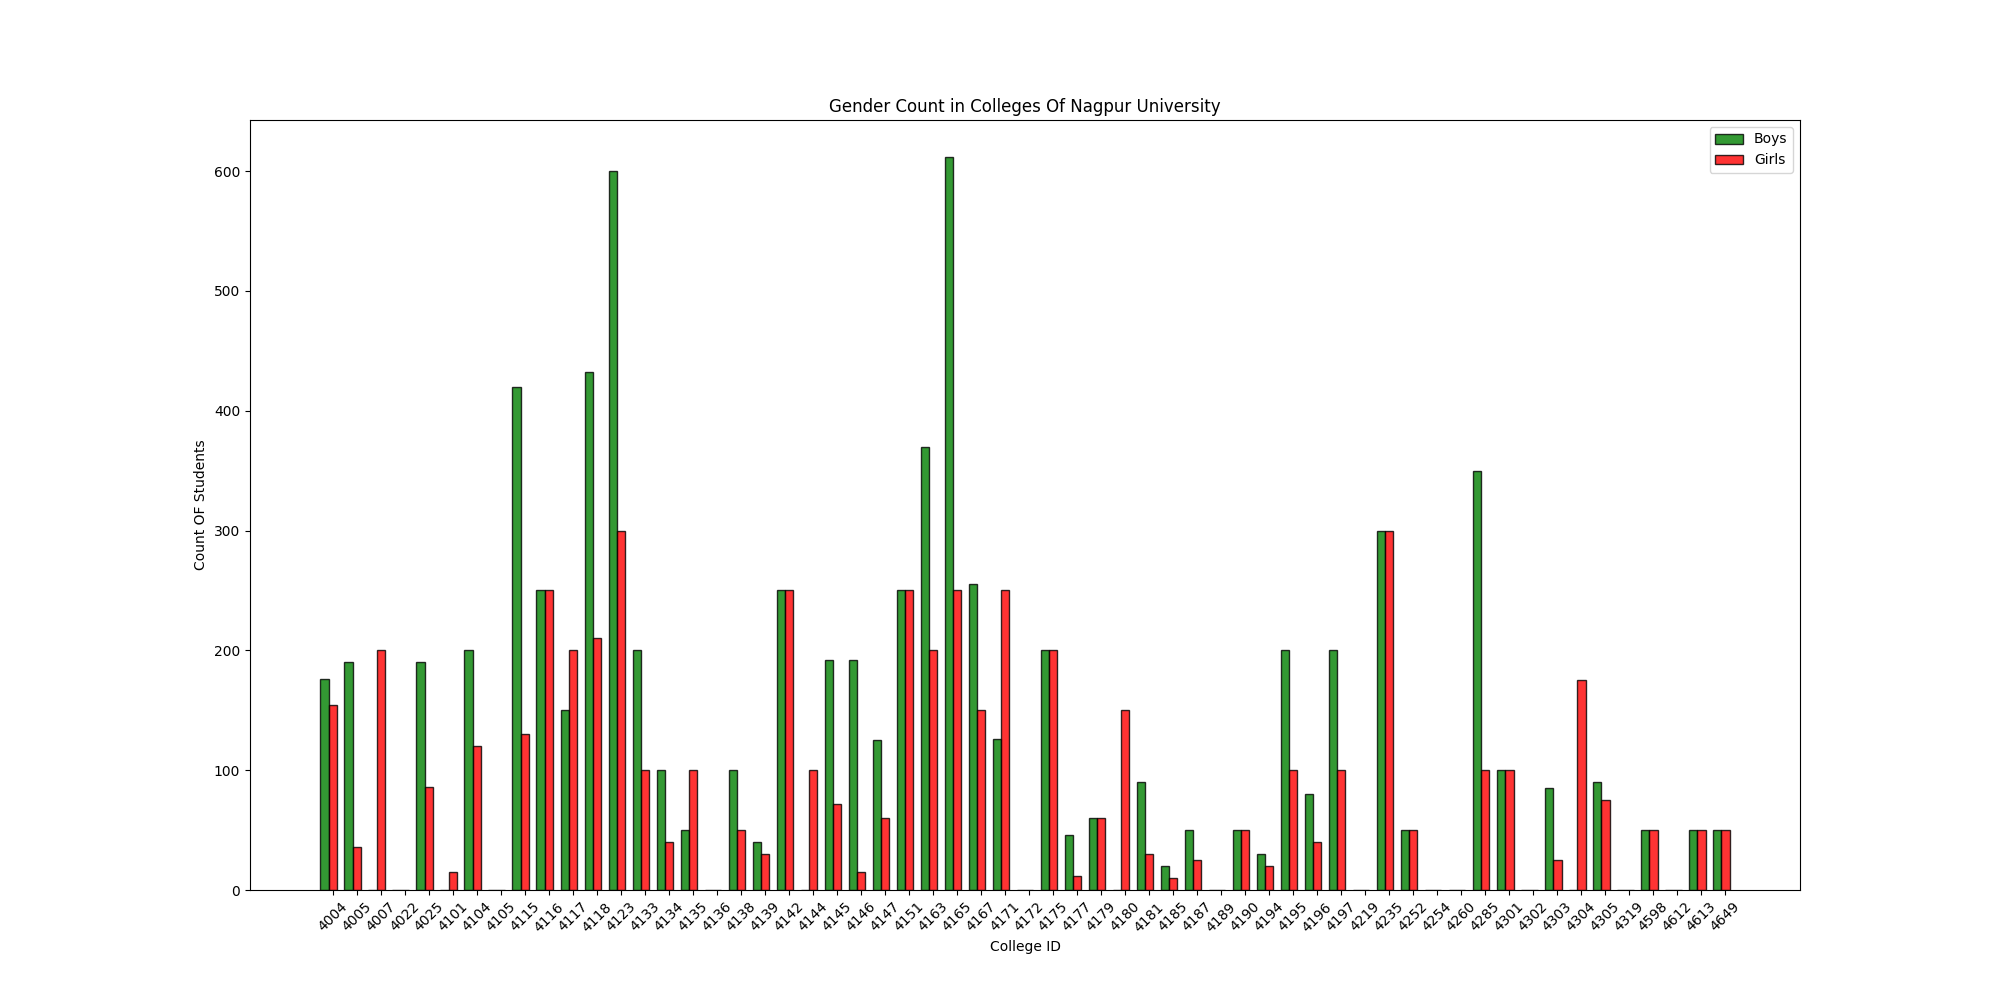 Gender Count in Colleges Of Nagpur University
Boys
Girls
Count OF Students
600
500
400
300
200
100
0
4004 4005 4007 4022 4025 4101 4104 4105 4115 4116 4117 4118 4123 4133 4134 4135 4136 4138 4139 4142 4144 4145 4146 4147 4151 4163 4165 4167 4171 4172 4175 4177 4179 4180 4181 4185 4187 4189 4190 4194 4195 4196 4197 4219 4235 4252 4254 4260 4285 4301 4302 4303 4304 4305 4319 4598 4612 4613 4649
College ID